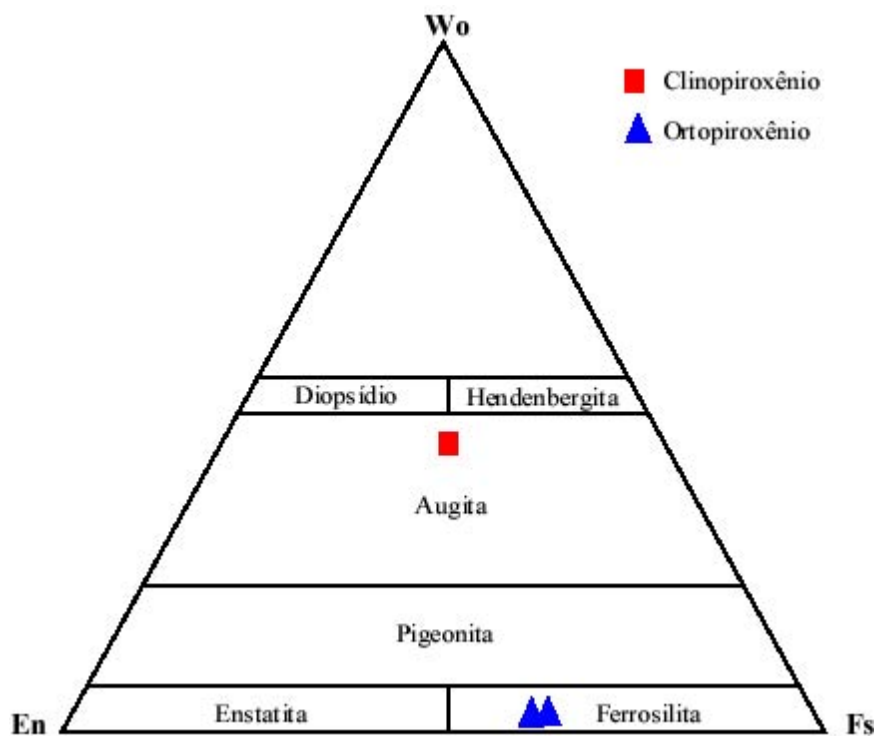 Wo
Clinopiroxênio
Ortopiroxênio
Diopsídio
Hendenbergita
Augita
Pigeonita
En
Enstatita
Ferrosilita
Fs